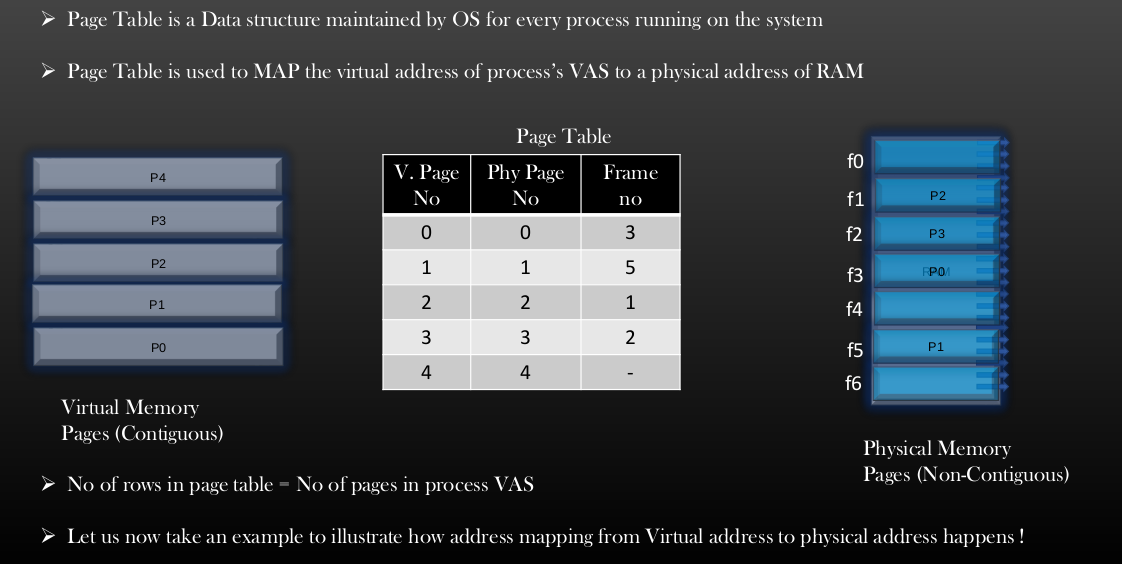 ➢ Page Table is a Data structure maintained by OS for every process running on the system
➢ Page Table is used to MAP the virtual address of process's VAS to a physical address of RAM
Page Table
P4
P3
P2
P1
P0
V. Page No | Phy Page No | Frame no
0 | 0 | 3
1 | 1 | 5
2 | 2 | 1
3 | 3 | 2
4 | 4 | -
f0
f1 P2
f2 P3
f3 RAM P0
f4
f5 P1
f6
Virtual Memory
Pages (Contiguous)
Physical Memory
Pages (Non-Contiguous)
➢ No of rows in page table = No of pages in process VAS
➢ Let us now take an example to illustrate how address mapping from Virtual address to physical address happens !